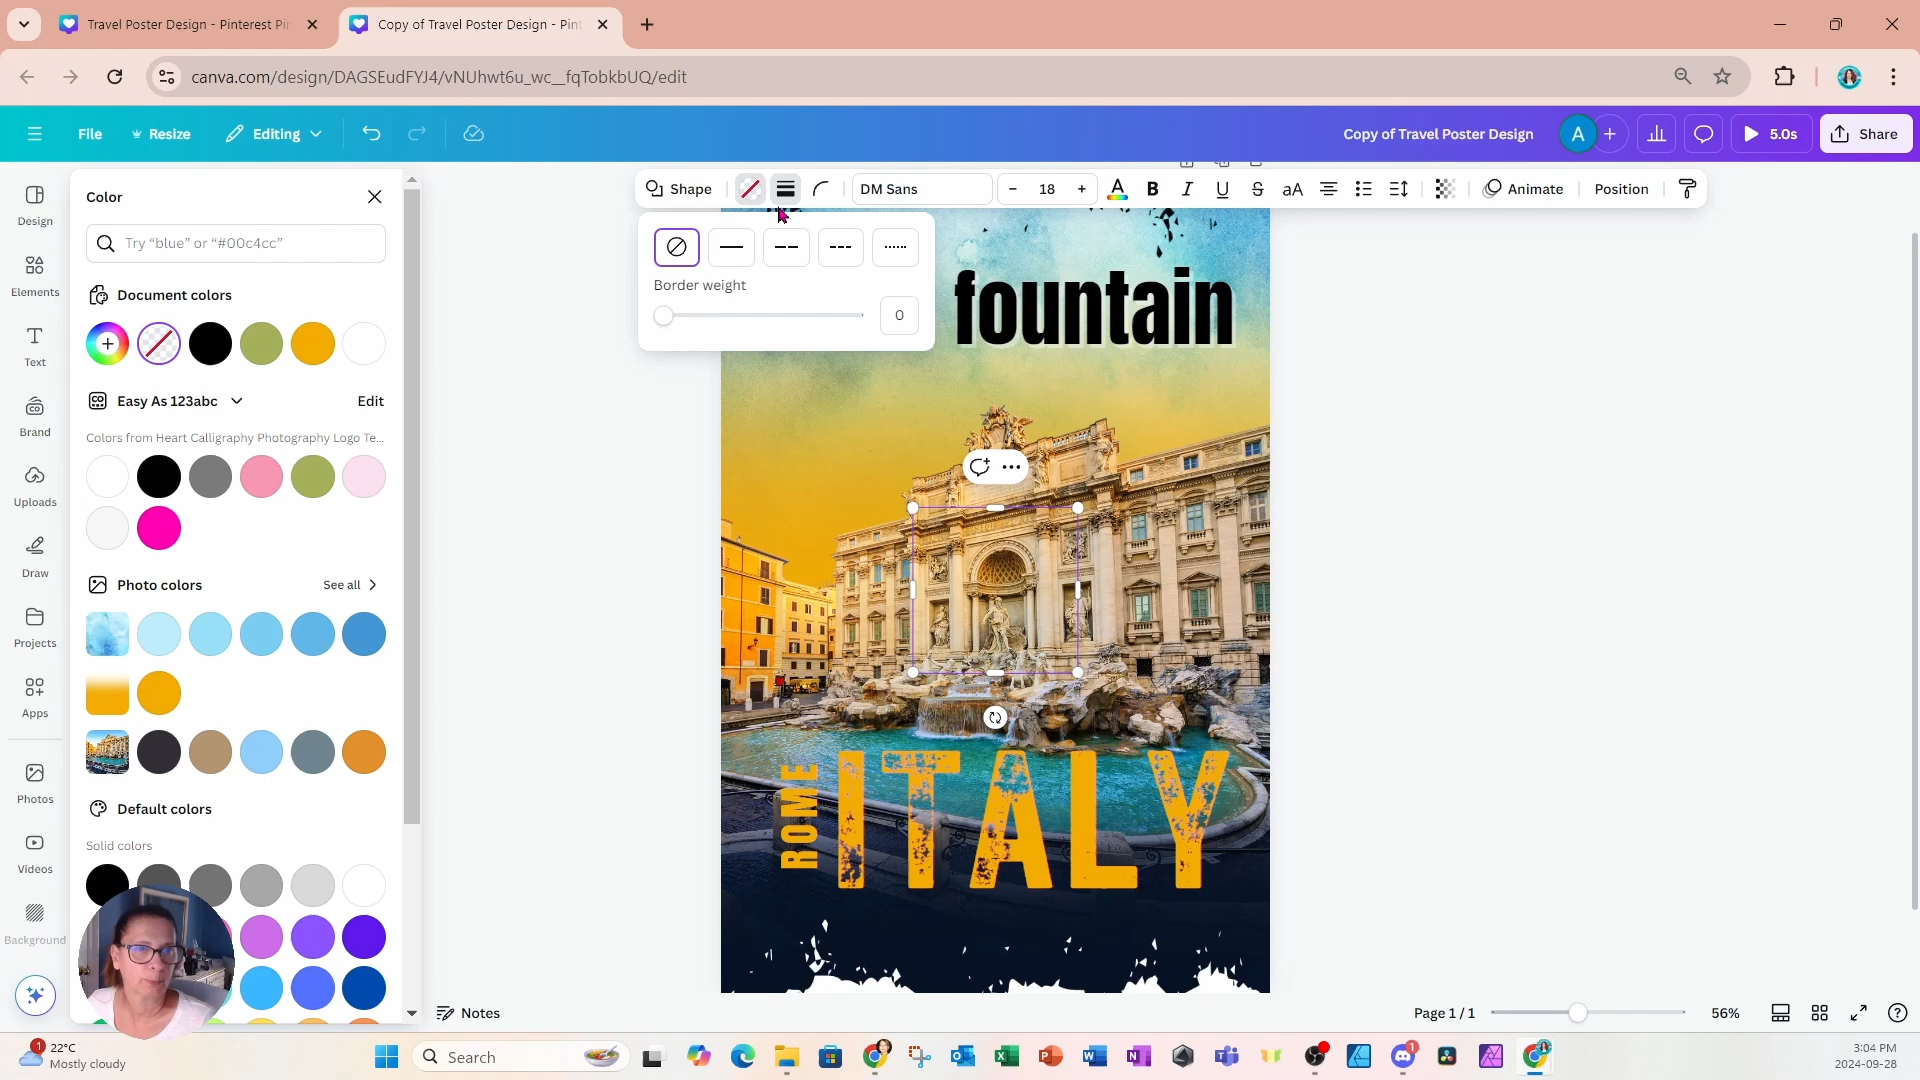 Travel Poster Design - Pinterest Pi
Copy of Travel Poster Design - Pin
canva.com/design/DAGSEudFYJ4/vNUhwt6u_wc__fqTobkbUQ/edit
File
Resize
Editing
Copy of Travel Poster Design
A
5.0s
Share
Design
Elements
Text
Brand
Uploads
Draw
Projects
Apps
Photos
Videos
Background
Color
Try “blue” or “#00c4cc”
Document colors
Easy As 123abc
Edit
Colors from Heart Calligraphy Photography Logo Te...
Photo colors
See all
Default colors
Solid colors
Shape
DM Sans
18
B
I
U
S
aA
Animate
Position
Border weight
0
fountain
ROME
ITALY
Notes
Page 1 / 1
56%
1
22°C
Mostly cloudy
Search
1
3:04 PM
2024-09-28